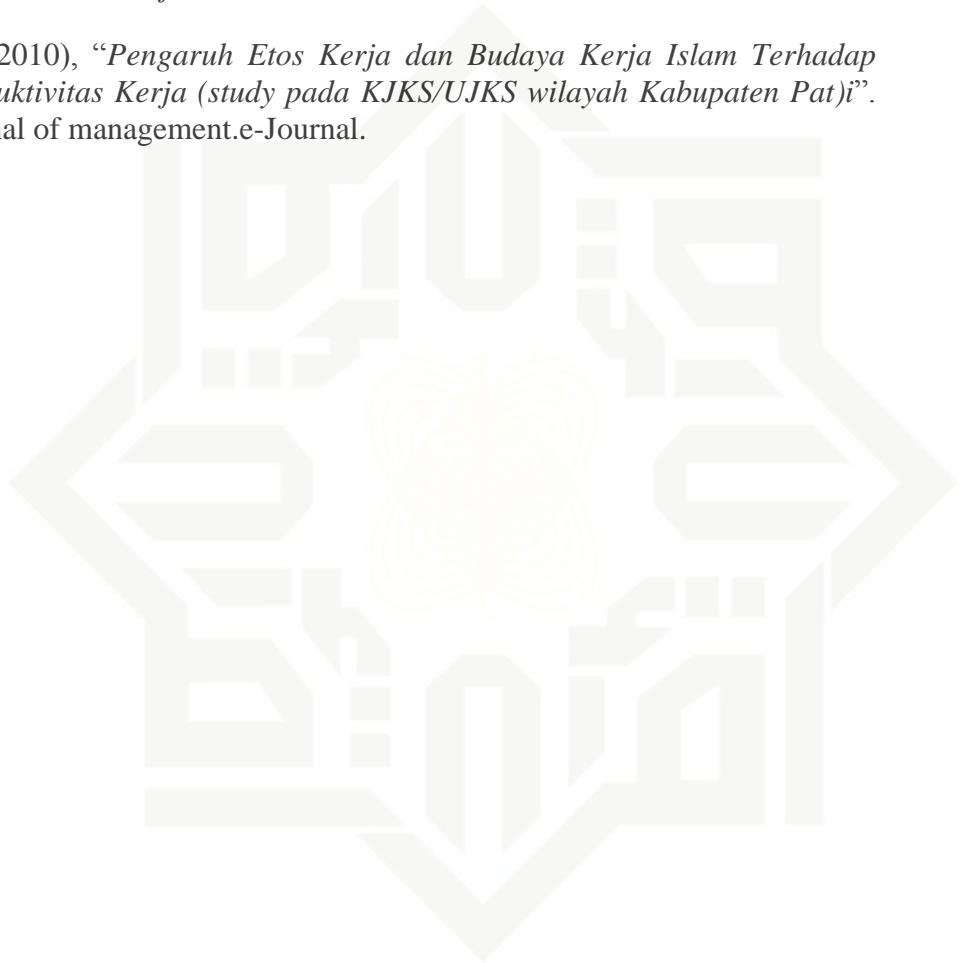 2010), “Pengaruh Etos Kerja dan Budaya Kerja Islam Terhadap
uktivitas Kerja (study pada KJKS/UJKS wilayah Kabupaten Pat)i”.
nal of management.e-Journal.